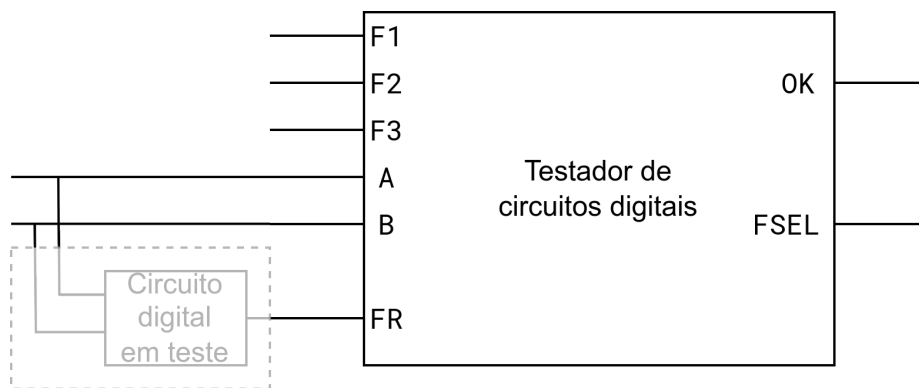 F1
F2
OK
F3
A
Testador de
circuitos digitais
B
FSEL
Circuito
digital
em teste
FR